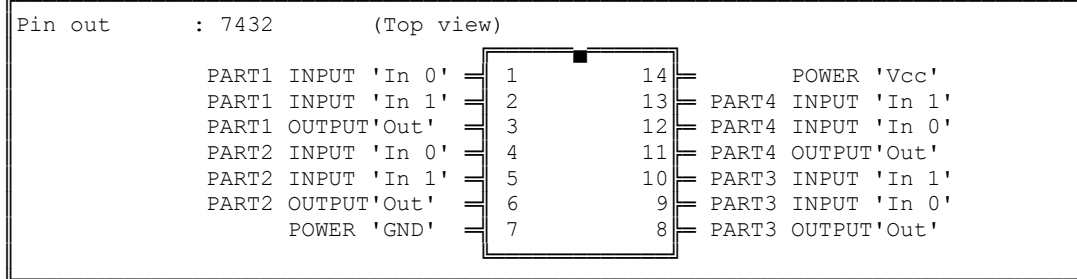 Pin out : 7432 (Top view)
PART1 INPUT 'In 0' 1 14 POWER 'Vcc'
PART1 INPUT 'In 1' 2 13 PART4 INPUT 'In 1'
PART1 OUTPUT'Out' 3 12 PART4 INPUT 'In 0'
PART2 INPUT 'In 0' 4 11 PART4 OUTPUT'Out'
PART2 INPUT 'In 1' 5 10 PART3 INPUT 'In 1'
PART2 OUTPUT'Out' 6 9 PART3 INPUT 'In 0'
POWER 'GND' 7 8 PART3 OUTPUT'Out'